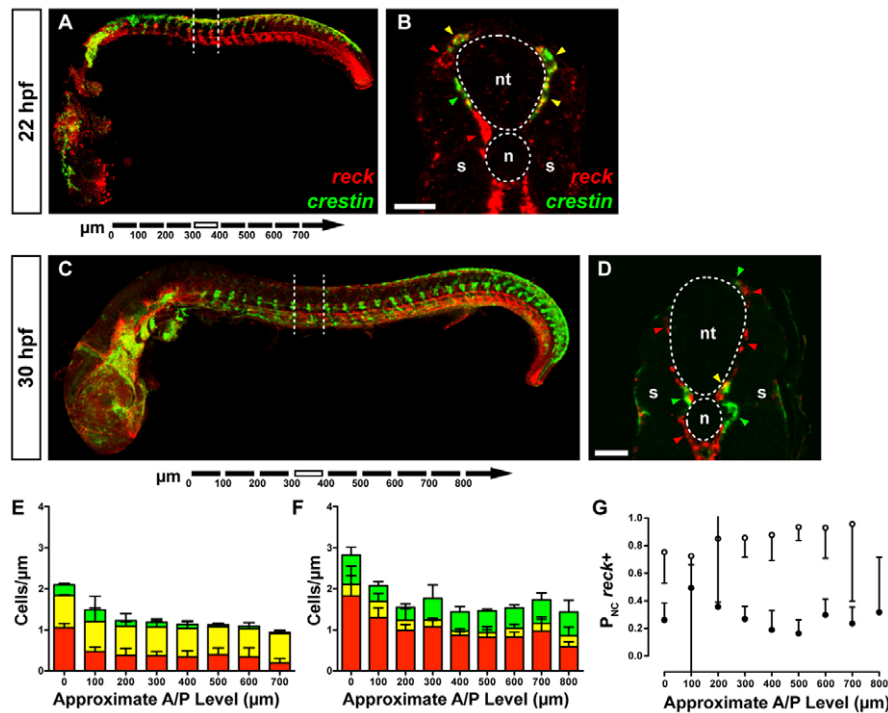 22 hpf
A
reck
crestin
B
nt
n
s
s
reck
crestin
µm
0 100 200 300 400 500 600 700
30 hpf
C
reck
crestin
D
nt
n
s
s
µm
0 100 200 300 400 500 600 700 800
E
Cells/µm
4
3
2
1
0
0 100 200 300 400 500 600 700
Approximate A/P Level (µm)
F
4
3
2
1
0
0 100 200 300 400 500 600 700 800
Approximate A/P Level (µm)
G
PNC reck+
1.0
0.8
0.6
0.4
0.2
0.0
0 100 200 300 400 500 600 700 800
Approximate A/P Level (µm)